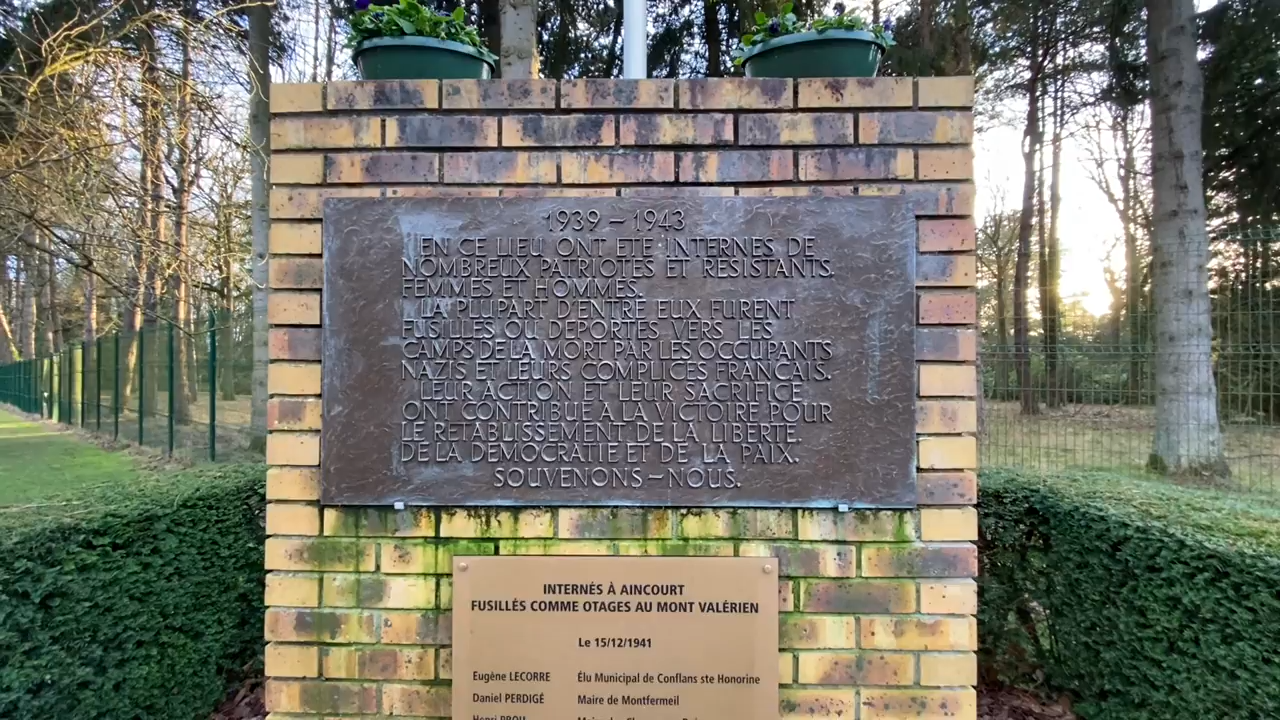 1939 – 1943
EN CE LIEU ONT ETE INTERNES DE
NOMBREUX PATRIOTES ET RESISTANTS.
FEMMES ET HOMMES.
LA PLUPART D'ENTRE EUX FURENT
FUSILLES OU DEPORTES VERS LES
CAMPS DE LA MORT PAR LES OCCUPANTS
NAZIS ET LEURS COMPLICES FRANCAIS.
LEUR ACTION ET LEUR SACRIFICE
ONT CONTRIBUE A LA VICTOIRE POUR
LE RETABLISSEMENT DE LA LIBERTE.
DE LA DEMOCRATIE ET DE LA PAIX.
SOUVENONS – NOUS.
INTERNÉS À AINCOURT
FUSILLÉS COMME OTAGES AU MONT VALÉRIEN
Le 15/12/1941
Eugène LECORRE Élu Municipal de Conflans ste Honorine
Daniel PERDIGÉ Maire de Montfermeil
Henri PROU